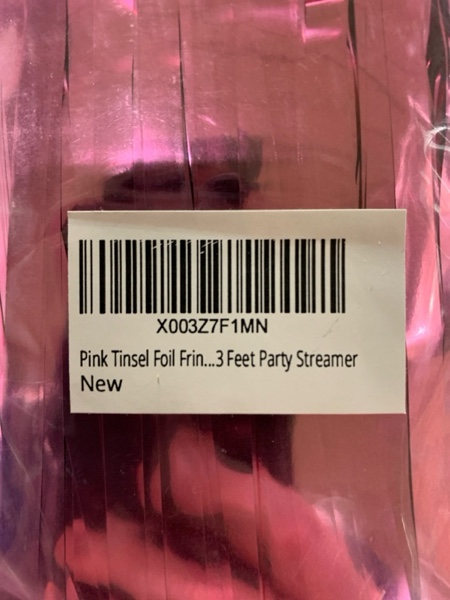 X003Z7F1MN
Pink Tinsel Foil Frin...3 Feet Party Streamer
New